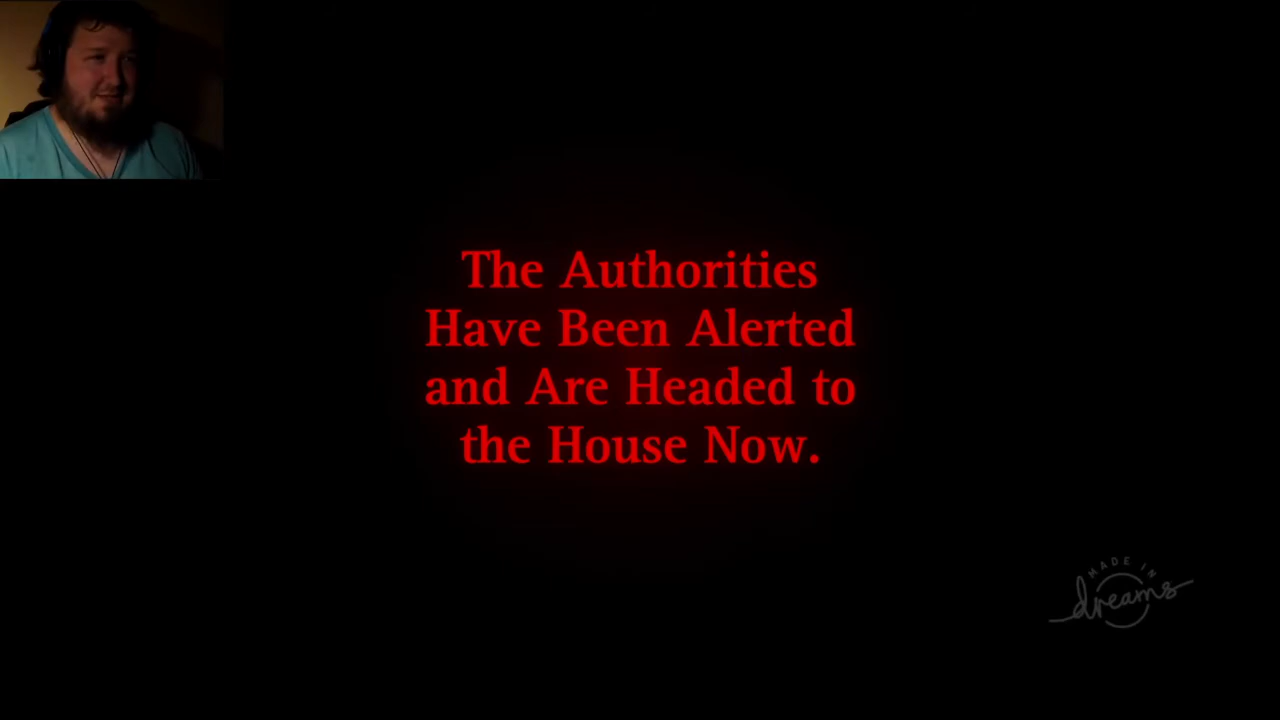 The Authorities
Have Been Alerted
and Are Headed to
the House Now.
MADE IN
dreams